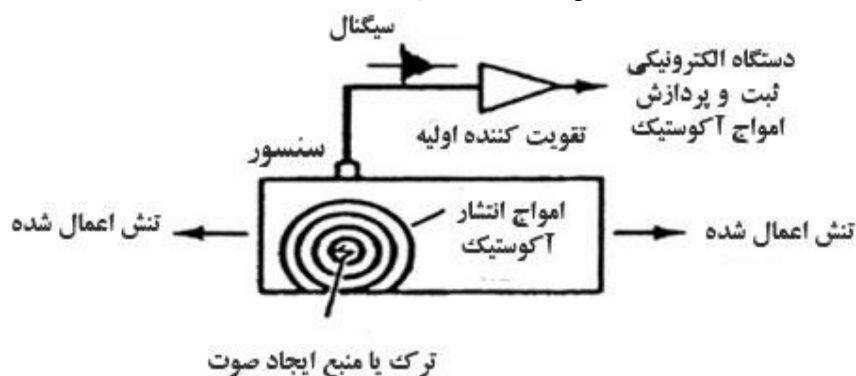 سیگنال
دستگاه الکترونیکی
ثبت و پردازش
امواج آکوستیک
تقویت کننده اولیه
سنسور
امواج انتشار
آکوستیک
تنش اعمال شده
تنش اعمال شده
ترک یا منبع ایجاد صوت